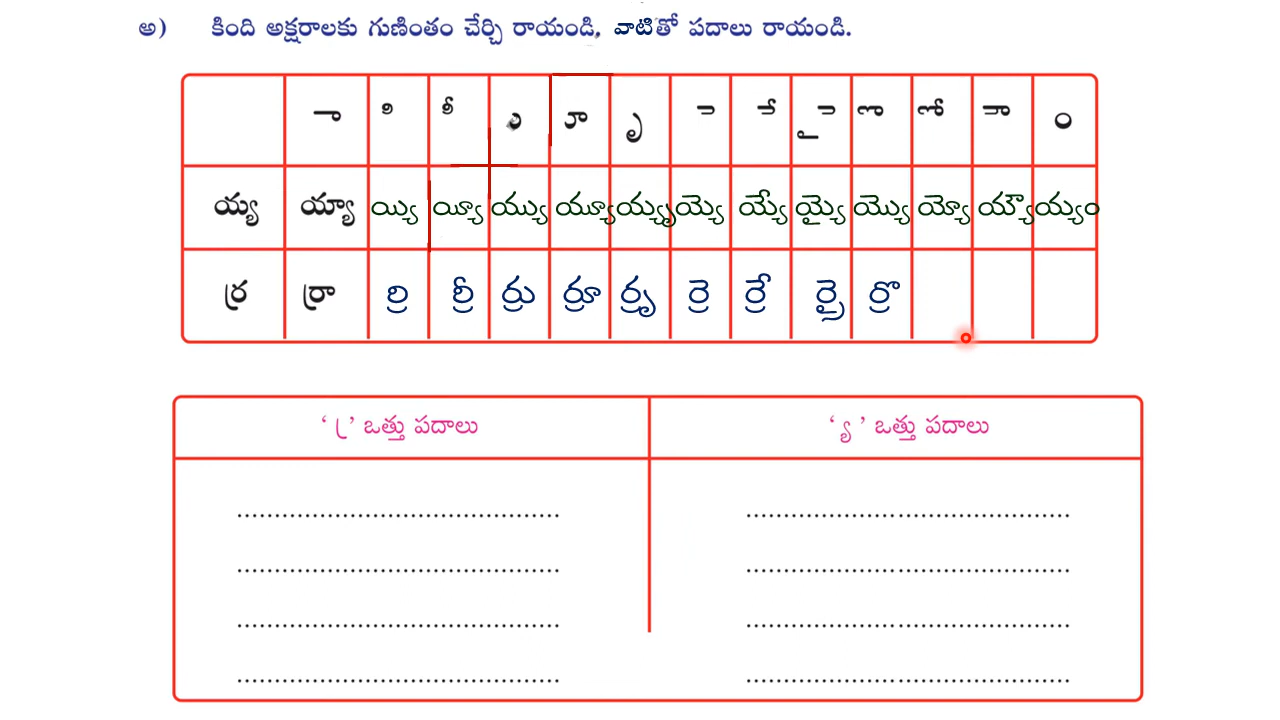 అ) కింది అక్షరాలకు గుణింతం చేర్చి రాయండి, వాటితో పదాలు రాయండి.
ా ి ీ ు ూ ృ ె ే ై ొ ో ౌ ం
య్య య్యా య్యి య్యీ య్యు య్యూ య్యృ య్యె య్యే య్యై య్యొ య్యో య్యౌ య్యం
ర్ర ర్రా ర్రి ర్రీ ర్రు ర్రూ ర్రృ ర్రె ర్రే ర్రై ర్రొ
‘ ్ర ’ ఒత్తు పదాలు ‘ ్య ’ ఒత్తు పదాలు
........................................... ...........................................
........................................... ...........................................
........................................... ...........................................
........................................... ...........................................